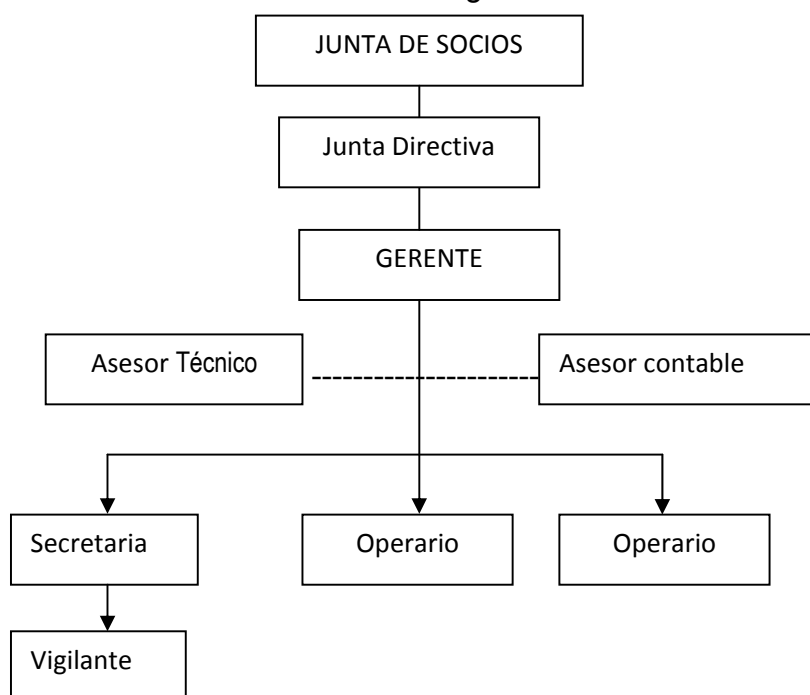 JUNTA DE SOCIOS
Junta Directiva
GERENTE
Asesor Técnico
Asesor contable
Secretaria
Operario
Operario
Vigilante